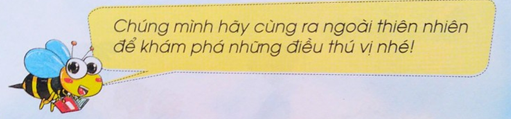 Chúng mình hãy cùng ra ngoài thiên nhiên
để khám phá những điều thú vị nhé!